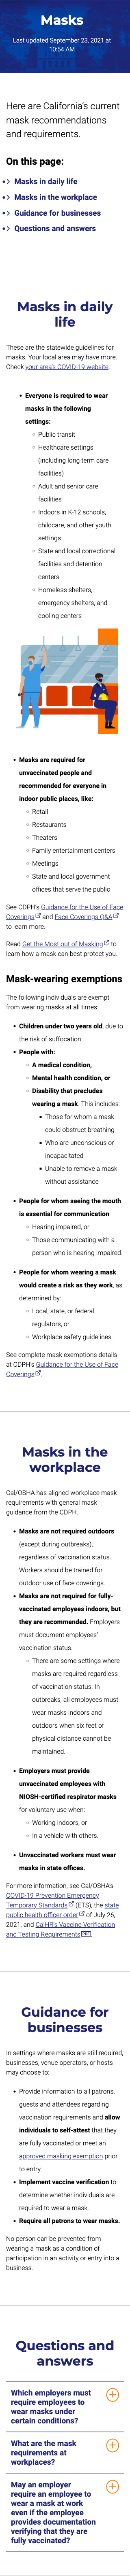 Masks
Last updated September 23, 2021 at
10:54 AM
Here are California's current
mask recommendations
and requirements.
On this page:
Masks in daily life
Masks in the workplace
Guidance for businesses
Questions and answers
Masks in daily
life
These are the statewide guidelines for
masks. Your local area may have more.
Check your area's COVID-19 website.
Everyone is required to wear
masks in the following
settings:
Public transit
Healthcare settings
(including long term care
facilities)
Adult and senior care
facilities
Indoors in K-12 schools,
childcare, and other youth
settings
State and local correctional
facilities and detention
centers
Homeless shelters,
emergency shelters, and
cooling centers
Masks are required for
unvaccinated people and
recommended for everyone in
indoor public places, like:
Retail
Restaurants
Theaters
Family entertainment centers
Meetings
State and local government
offices that serve the public
See CDPH's Guidance for the Use of Face
Coverings and Face Coverings Q&A
to learn more.
Read Get the Most out of Masking to
learn how a mask can best protect you.
Mask-wearing exemptions
The following individuals are exempt
from wearing masks at all times:
Children under two years old, due to
the risk of suffocation.
People with:
A medical condition,
Mental health condition, or
Disability that precludes
wearing a mask. This includes:
Those for whom a mask
could obstruct breathing
Who are unconscious or
incapacitated
Unable to remove a mask
without assistance
People for whom seeing the mouth
is essential for communication:
Hearing impaired, or
Those communicating with a
person who is hearing impaired.
People for whom wearing a mask
would create a risk as they work, as
determined by:
Local, state, or federal
regulators, or
Workplace safety guidelines.
See complete mask exemptions details
at CDPH's Guidance for the Use of Face
Coverings.
Masks in the
workplace
Cal/OSHA has aligned workplace mask
requirements with general mask
guidance from the CDPH.
Masks are not required outdoors
(except during outbreaks),
regardless of vaccination status.
Workers should be trained for
outdoor use of face coverings.
Masks are not required for fully-
vaccinated employees indoors, but
they are recommended. Employers
must document employees'
vaccination status.
There are some settings where
masks are required regardless
of vaccination status. In
outbreaks, all employees must
wear masks indoors and
outdoors when six feet of
physical distance cannot be
maintained.
Employers must provide
unvaccinated employees with
NIOSH-certified respirator masks
for voluntary use when:
Working indoors, or
In a vehicle with others.
Unvaccinated workers must wear
masks in state offices.
For more information, see Cal/OSHA's
COVID-19 Prevention Emergency
Temporary Standards (ETS), the state
public health officer order of July 26,
2021, and CalHR's Vaccine Verification
and Testing Requirements PDF.
Guidance for
businesses
In settings where masks are still required,
businesses, venue operators, or hosts
may choose to:
Provide information to all patrons,
guests and attendees regarding
vaccination requirements and allow
individuals to self-attest that they
are fully vaccinated or meet an
approved masking exemption prior
to entry.
Implement vaccine verification to
determine whether individuals are
required to wear a mask.
Require all patrons to wear masks.
No person can be prevented from
wearing a mask as a condition of
participation in an activity or entry into a
business.
Questions and
answers
Which employers must
require employees to
wear masks under
certain conditions?
What are the mask
requirements at
workplaces?
May an employer
require an employee to
wear a mask at work
even if the employee
provides documentation
verifying that they are
fully vaccinated?